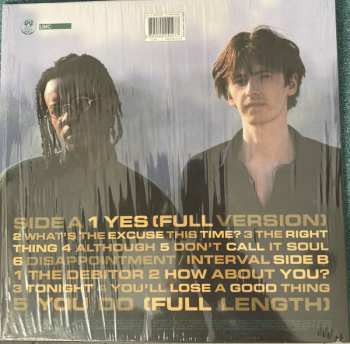 UMC
SIDE A 1 YES (FULL VERSION)
2 WHAT'S THE EXCUSE THIS TIME? 3 THE RIGHT
THING 4 ALTHOUGH 5 DON'T CALL IT SOUL
6 DISAPPOINTMENT / INTERVAL SIDE B
1 THE DEBITOR 2 HOW ABOUT YOU?
3 TONIGHT 4 YOU'LL LOSE A GOOD THING
5 YOU DO (FULL LENGTH)